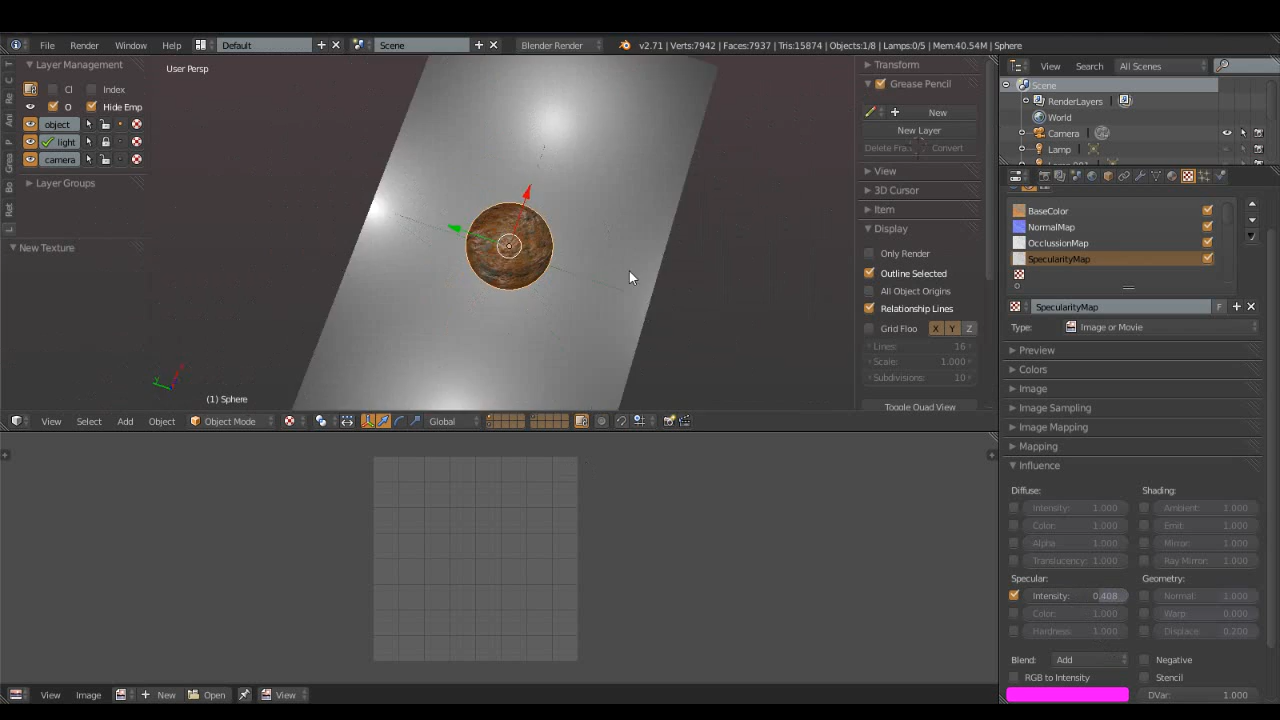 File Render Window Help Default Scene Blender Render v2.71 | Verts:7942 | Faces:7937 | Tris:15874 | Objects:1/8 | Lamps:0/5 | Mem:40.54M | Sphere
Layer Management
Cl Index
O Hide Emp
object
light
camera
Layer Groups
New Texture
T
C
Re
Ani
P
Grea
Bo
Ret
L
User Persp
(1) Sphere
Transform
Grease Pencil
New
New Layer
Delete Fra Convert
View
3D Cursor
Item
Display
Only Render
Outline Selected
All Object Origins
Relationship Lines
Grid Floo X Y Z
Lines: 16
Scale: 1.000
Subdivisions: 10
Toggle Quad View
View Select Add Object Object Mode Global
View Image New Open View
View Search All Scenes
Scene
RenderLayers
World
Camera
Lamp
BaseColor
NormalMap
OcclussionMap
SpecularityMap
SpecularityMap F
Type: Image or Movie
Preview
Colors
Image
Image Sampling
Image Mapping
Mapping
Influence
Diffuse: Shading:
Intensity: 1.000 Ambient: 1.000
Color: 1.000 Emit: 1.000
Alpha 1.000 Mirror: 1.000
Translucency: 1.000 Ray Mirror: 1.000
Specular: Geometry:
Intensity: 0.408 Normal: 1.000
Color: 1.000 Warp: 0.000
Hardness: 1.000 Displace: 0.200
Blend: Add Negative
RGB to Intensity Stencil
DVar: 1.000